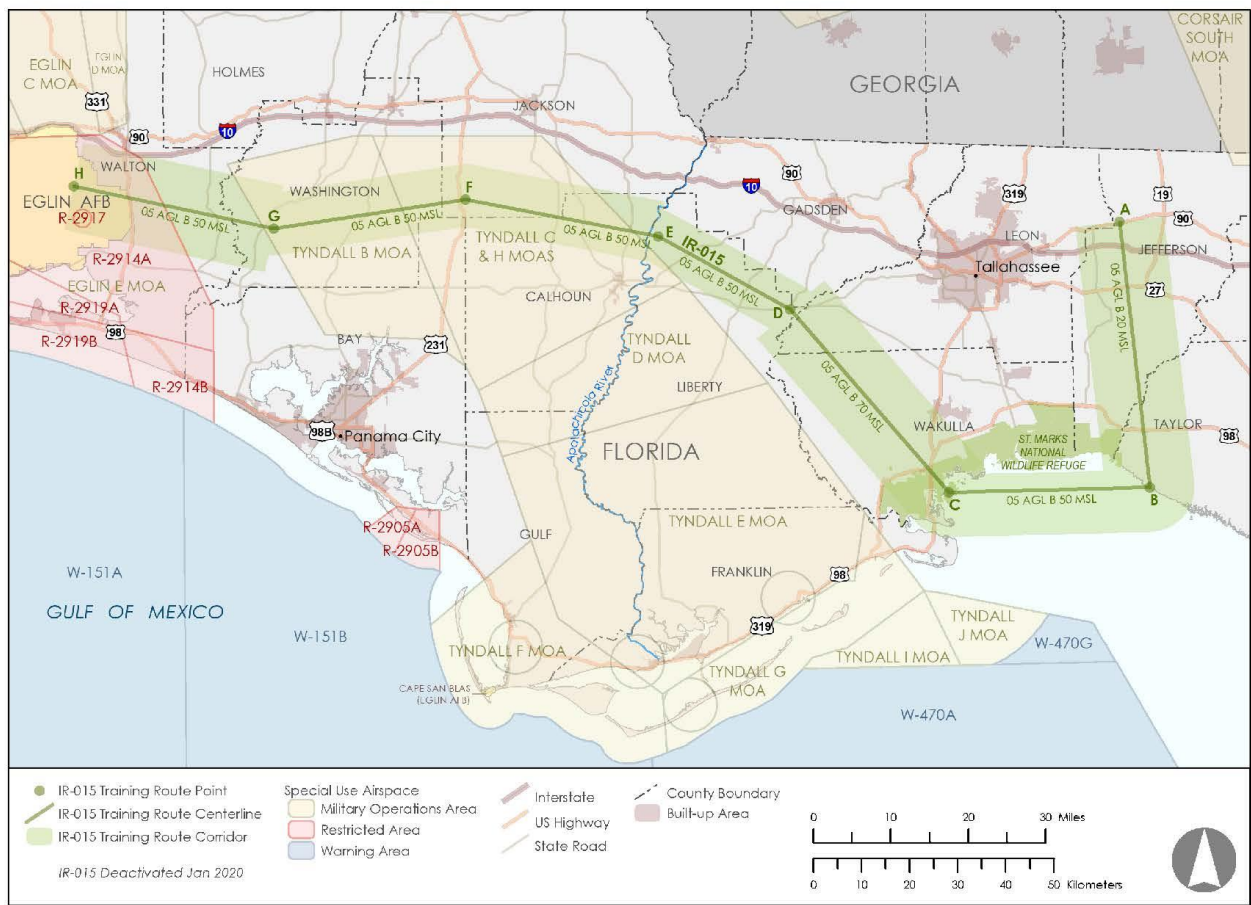 CORSAIR
SOUTH
MOA
EGLIN
C MOA
EGLIN
D MOA
HOLMES
331
JACKSON
GEORGIA
10
90
90
WALTON
H
EGLIN AFB
R-2917
WASHINGTON
F
10
GADSDEN
319
LEON
A
19
90
JEFFERSON
05 AGL B 50 MSL
G
05 AGL B 50 MSL
05 AGL B 50 MSL
E
IR-015
05 AGL B 50 MSL
Tallahassee
05 AGL B 20 MSL
27
R-2914A
TYNDALL B MOA
TYNDALL C
& H MOAS
EGLIN E MOA
R-2919A
98
R-2919B
CALHOUN
D
BAY
231
TYNDALL
D MOA
R-2914B
LIBERTY
05 AGL B 70 MSL
Apalachicola River
98B
Panama City
FLORIDA
WAKULLA
ST. MARKS
NATIONAL
WILDLIFE REFUGE
TAYLOR
98
C
05 AGL B 50 MSL
B
R-2905A
R-2905B
GULF
TYNDALL E MOA
W-151A
FRANKLIN
98
GULF OF MEXICO
W-151B
319
TYNDALL F MOA
TYNDALL G
MOA
TYNDALL I MOA
TYNDALL
J MOA
W-470G
CAPE SAN BLAS
(EGLIN AFB)
W-470A
IR-015 Training Route Point
IR-015 Training Route Centerline
IR-015 Training Route Corridor
IR-015 Deactivated Jan 2020
Special Use Airspace
Military Operations Area
Restricted Area
Warning Area
Interstate
US Highway
State Road
County Boundary
Built-up Area
0 10 20 30 Miles
0 10 20 30 40 50 Kilometers